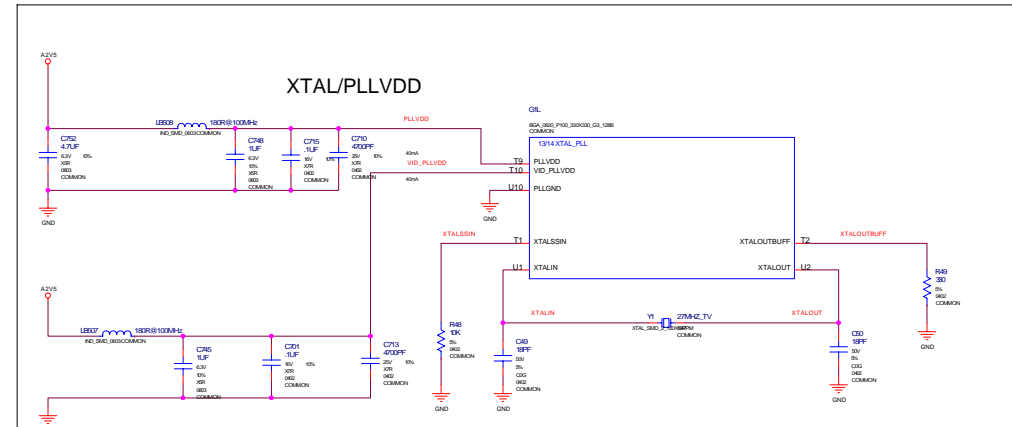 XTAL/PLLVDD
A2V5
LB508
180R@100MHz
IND_SMD_0603COMMON
C752
4.7UF
6.3V 10%
X5R
0603
COMMON
C748
1UF
6.3V
10%
X5R
0603
COMMON
C715
.1UF
16V 10%
X7R
0402
COMMON
C710
4700PF
25V 10%
X7R
0402
COMMON
GND
PLLVDD
40mA
VID_PLLVDD
40mA
G1L
BGA_0820_P100_330X330_G3_128B
COMMON
13/14 XTAL_PLL
T9 PLLVDD
T10 VID_PLLVDD
U10 PLLGND
GND
XTALSSIN
T1 XTALSSIN
U1 XTALIN
XTALOUTBUFF T2
XTALOUTBUFF
XTALOUT U2
R49
330
5%
0402
COMMON
GND
XTALIN
Y1 27MHZ_TV
XTALOUT
R48
10K
5%
0402
COMMON
GND
C49
18PF
50V
5%
C0G
0402
COMMON
GND
C50
18PF
50V
5%
C0G
0402
COMMON
GND
A2V5
LB507
180R@100MHz
IND_SMD_0603COMMON
C745
1UF
6.3V
10%
X5R
0603
COMMON
C701
.1UF
16V 10%
X7R
0402
COMMON
C713
4700PF
25V 10%
X7R
0402
COMMON